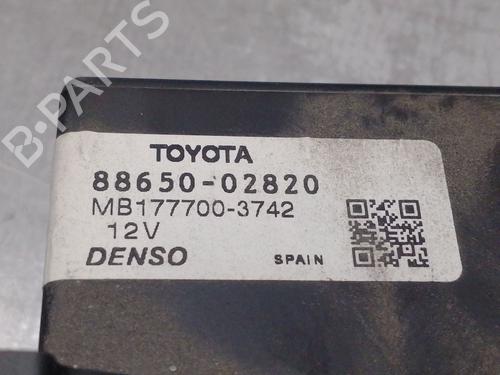 B-PARTS
TOYOTA
88650-02820
MB177700-3742
12V
DENSO SPAIN